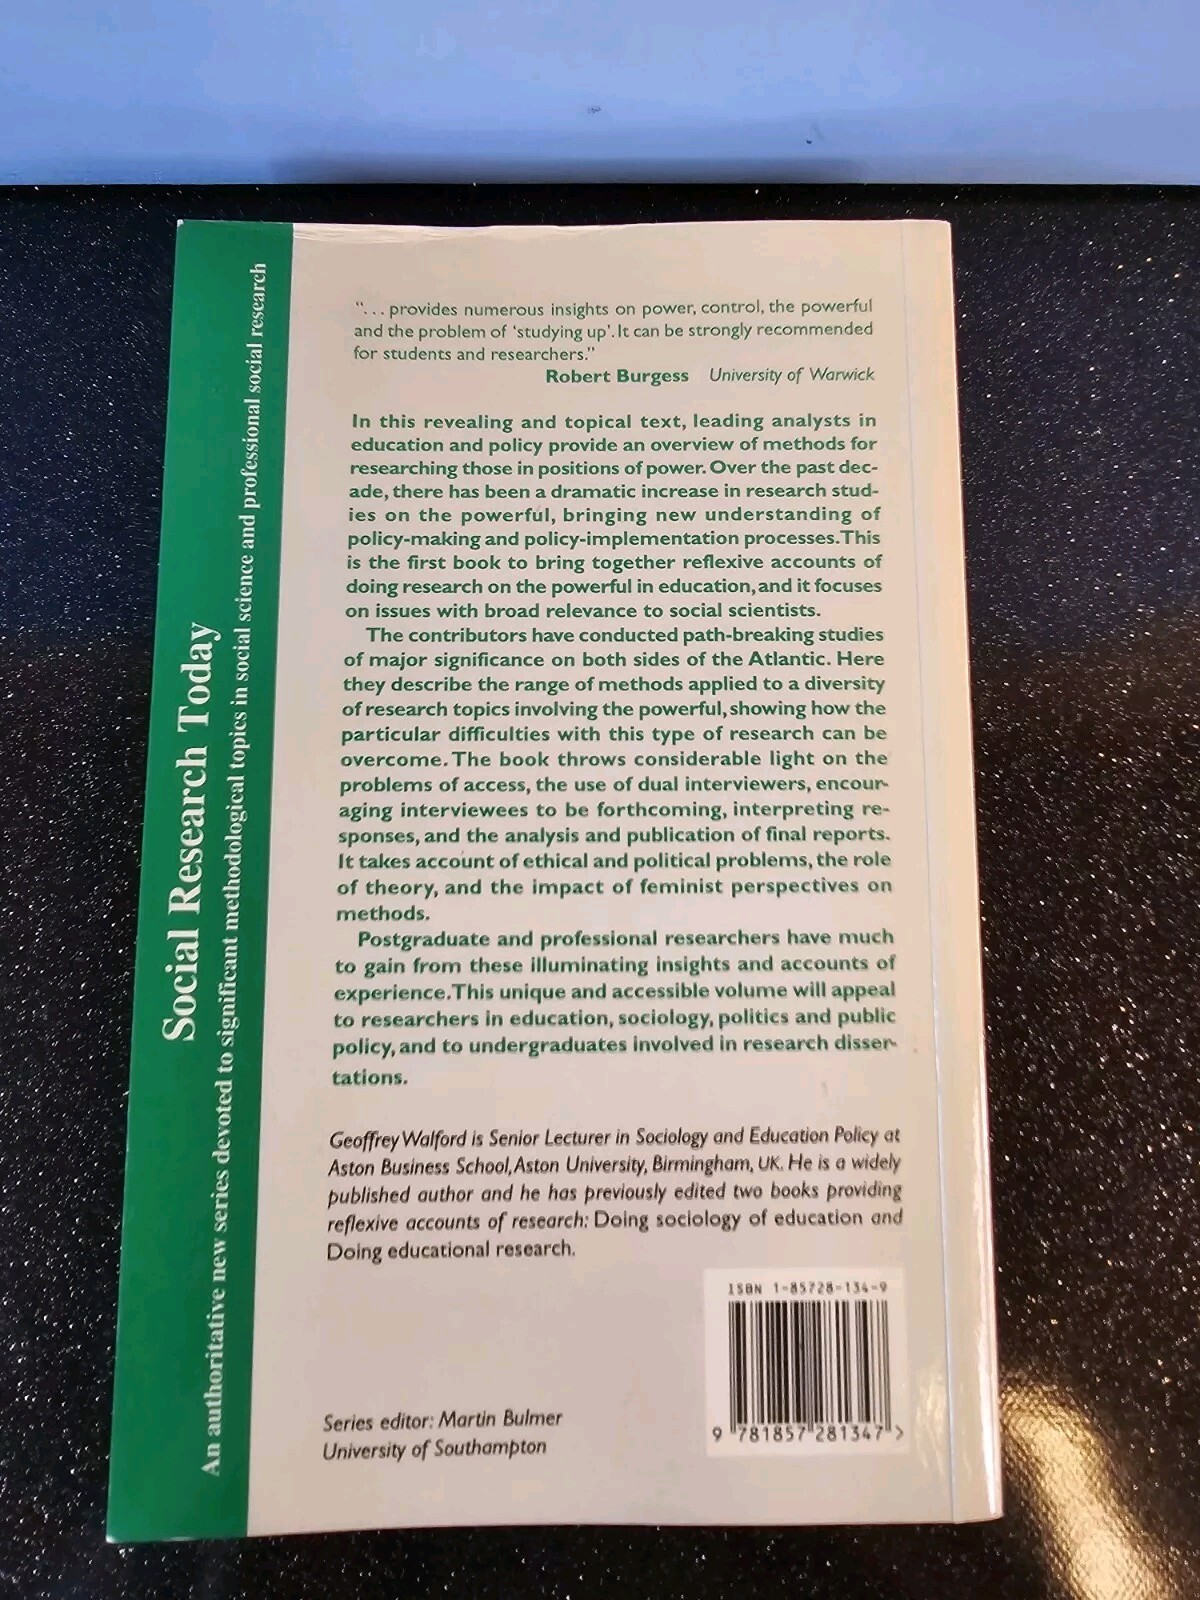 Social Research Today
An authoritative new series devoted to significant methodological topics in social science and professional social research
“. . . provides numerous insights on power, control, the powerful
and the problem of ‘studying up’. It can be strongly recommended
for students and researchers.”
Robert Burgess University of Warwick
In this revealing and topical text, leading analysts in
education and policy provide an overview of methods for
researching those in positions of power. Over the past dec-
ade, there has been a dramatic increase in research stud-
ies on the powerful, bringing new understanding of
policy-making and policy-implementation processes. This
is the first book to bring together reflexive accounts of
doing research on the powerful in education, and it focuses
on issues with broad relevance to social scientists.
The contributors have conducted path-breaking studies
of major significance on both sides of the Atlantic. Here
they describe the range of methods applied to a diversity
of research topics involving the powerful, showing how the
particular difficulties with this type of research can be
overcome. The book throws considerable light on the
problems of access, the use of dual interviewers, encour-
aging interviewees to be forthcoming, interpreting re-
sponses, and the analysis and publication of final reports.
It takes account of ethical and political problems, the role
of theory, and the impact of feminist perspectives on
methods.
Postgraduate and professional researchers have much
to gain from these illuminating insights and accounts of
experience. This unique and accessible volume will appeal
to researchers in education, sociology, politics and public
policy, and to undergraduates involved in research disser-
tations.
Geoffrey Walford is Senior Lecturer in Sociology and Education Policy at
Aston Business School, Aston University, Birmingham, UK. He is a widely
published author and he has previously edited two books providing
reflexive accounts of research: Doing sociology of education and
Doing educational research.
ISBN 1-85728-134-9
9 781857 281347 >
Series editor: Martin Bulmer
University of Southampton